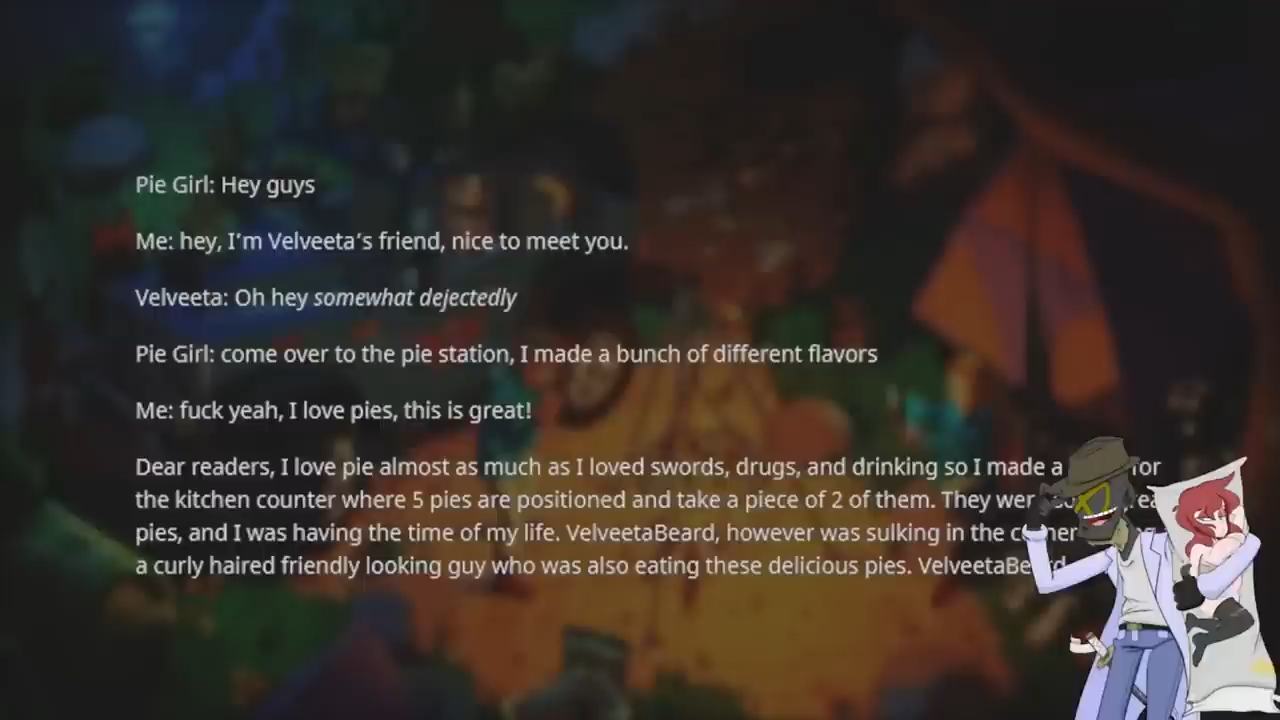 Pie Girl: Hey guys
Me: hey, I'm Velveeta's friend, nice to meet you.
Velveeta: Oh hey somewhat dejectedly
Pie Girl: come over to the pie station, I made a bunch of different flavors
Me: fuck yeah, I love pies, this is great!
Dear readers, I love pie almost as much as I loved swords, drugs, and drinking so I made a for
the kitchen counter where 5 pies are positioned and take a piece of 2 of them. They
pies, and I was having the time of my life. VelveetaBeard, however was sulking in the
a curly haired friendly looking guy who was also eating these delicious pies. VelveetaBeard